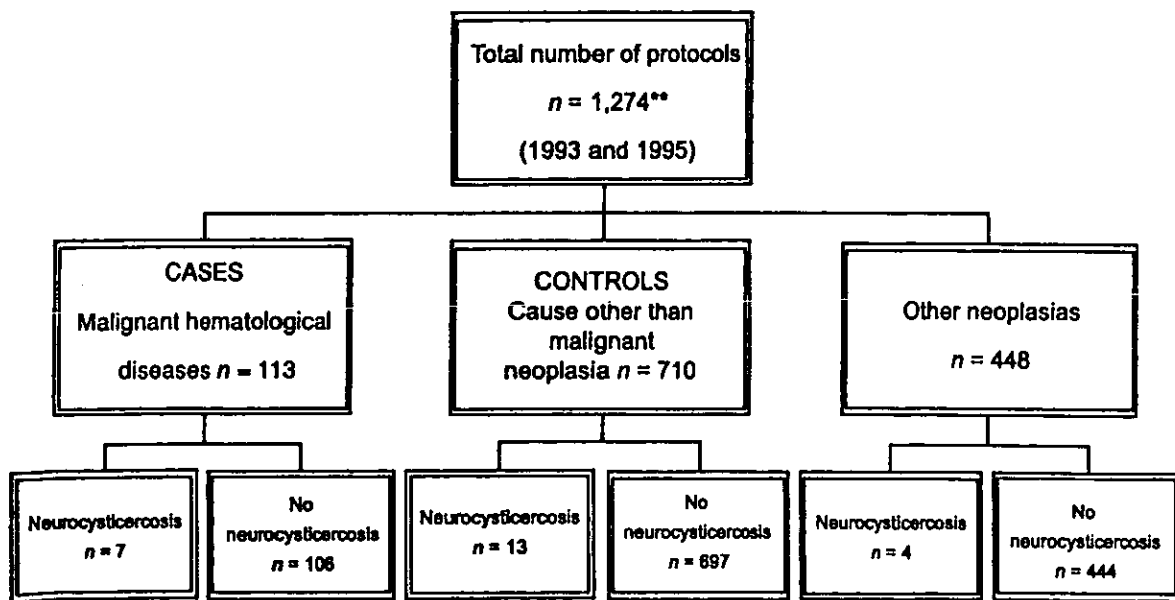 Total number of protocols
n = 1,274**
(1993 and 1995)
CASES
Malignant hematological
diseases n = 113
CONTROLS
Cause other than
malignant
neoplasia n = 710
Other neoplasias
n = 448
Neurocysticercosis
n = 7
No
neurocysticercosis
n = 106
Neurocysticercosis
n = 13
No
neurocysticercosis
n = 697
Neurocysticercosis
n = 4
No
neurocysticercosis
n = 444